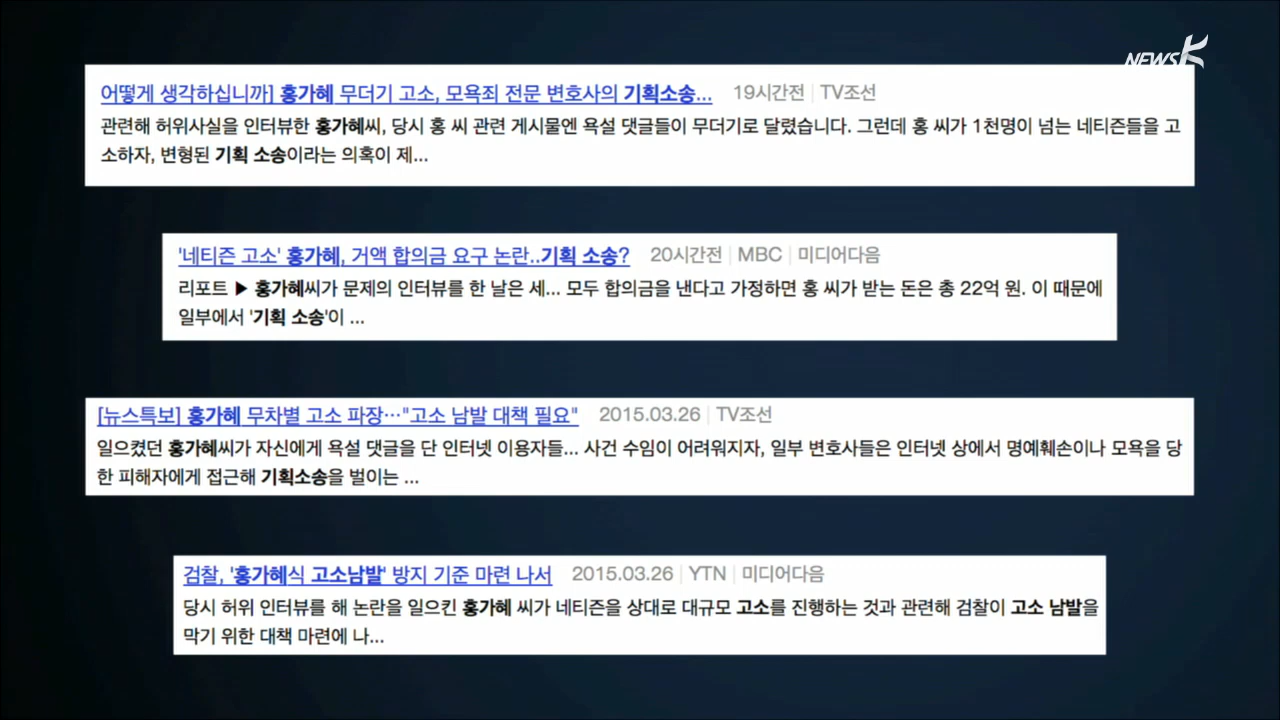 NEWS K
어떻게 생각하십니까] 홍가혜 무더기 고소, 모욕죄 전문 변호사의 기획소송... 19시간전 | TV조선
관련해 허위사실을 인터뷰한 홍가혜씨, 당시 홍 씨 관련 게시물엔 욕설 댓글들이 무더기로 달렸습니다. 그런데 홍 씨가 1천명이 넘는 네티즌들을 고
소하자, 변형된 기획 소송이라는 의혹이 제...
'네티즌 고소' 홍가혜, 거액 합의금 요구 논란..기획 소송? 20시간전 | MBC | 미디어다음
리포트 ▶ 홍가혜씨가 문제의 인터뷰를 한 날은 세... 모두 합의금을 낸다고 가정하면 홍 씨가 받는 돈은 총 22억 원. 이 때문에
일부에서 '기획 소송'이 ...
[뉴스특보] 홍가혜 무차별 고소 파장…"고소 남발 대책 필요" 2015.03.26 | TV조선
일으켰던 홍가혜씨가 자신에게 욕설 댓글을 단 인터넷 이용자들... 사건 수임이 어려워지자, 일부 변호사들은 인터넷 상에서 명예훼손이나 모욕을 당
한 피해자에게 접근해 기획소송을 벌이는 ...
검찰, '홍가혜식 고소남발' 방지 기준 마련 나서 2015.03.26 | YTN | 미디어다음
당시 허위 인터뷰를 해 논란을 일으킨 홍가혜 씨가 네티즌을 상대로 대규모 고소를 진행하는 것과 관련해 검찰이 고소 남발을
막기 위한 대책 마련에 나...